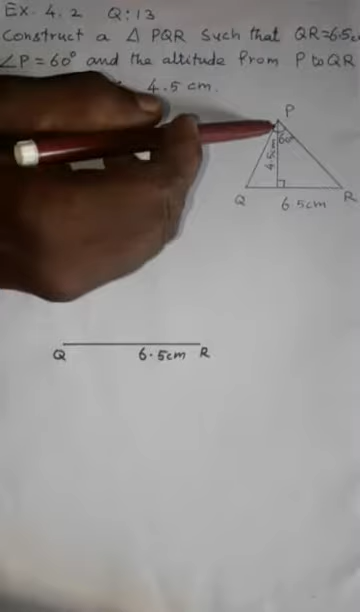 Ex. 4.2 Q:13
Construct a Δ PQR such that QR=6.5c
∠P = 60° and the altitude from P to QR
4.5 cm.
P
60°
4.5cm
Q R
6.5cm
Q 6.5cm R